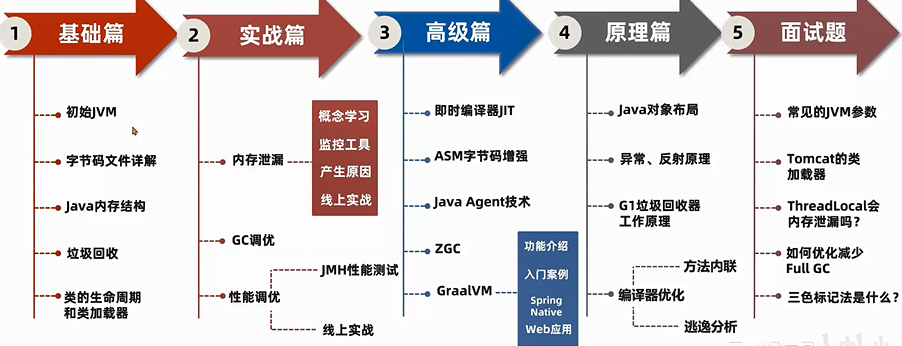 1
基础篇
初始JVM
字节码文件详解
Java内存结构
垃圾回收
类的生命周期
和类加载器
2
实战篇
内存泄漏
概念学习
监控工具
产生原因
线上实战
GC调优
性能调优
JMH性能测试
线上实战
3
高级篇
即时编译器JIT
ASM字节码增强
Java Agent技术
ZGC
GraalVM
功能介绍
入门案例
Spring
Native
Web应用
4
原理篇
Java对象布局
异常、反射原理
G1垃圾回收器
工作原理
编译器优化
方法内联
逃逸分析
5
面试题
常见的JVM参数
Tomcat的类
加载器
ThreadLocal会
内存泄漏吗?
如何优化减少
Full GC
三色标记法是什么?